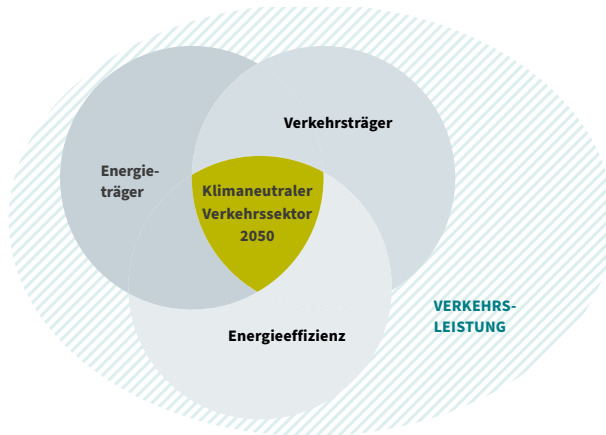 Verkehrsträger
Energie-
träger
Klimaneutraler
Verkehrssektor
2050
VERKEHRS-
LEISTUNG
Energieeffizienz